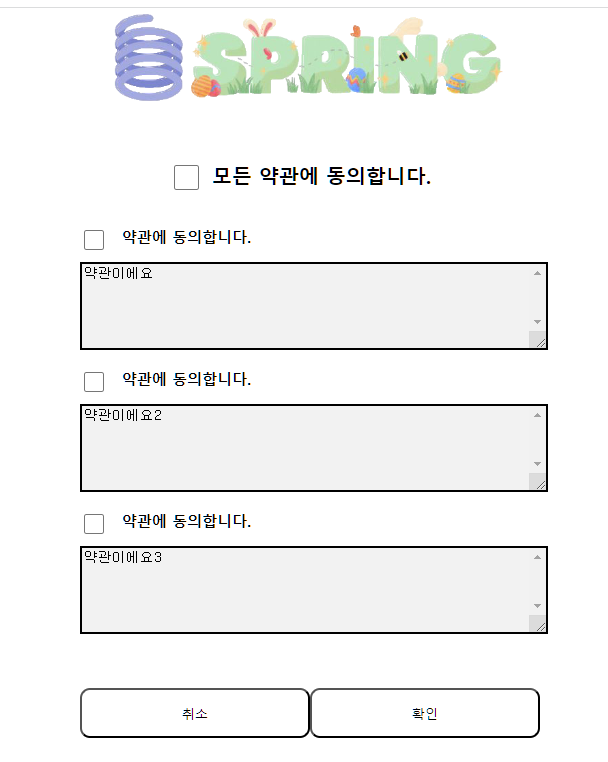 SPRING
모든 약관에 동의합니다.
약관에 동의합니다.
약관이에요
약관에 동의합니다.
약관이에요2
약관에 동의합니다.
약관이에요3
취소
확인